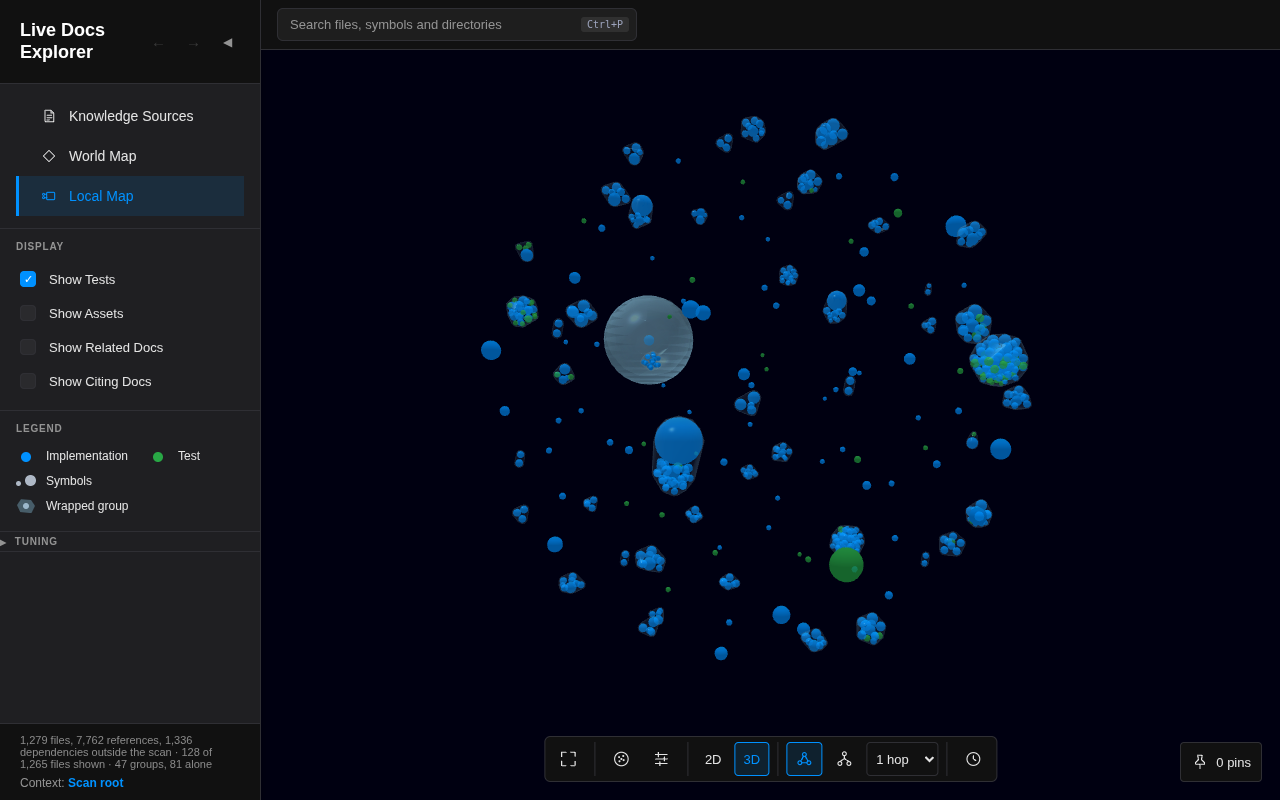 Live Docs
Explorer
Search files, symbols and directories
Ctrl+P
Knowledge Sources
World Map
Local Map
DISPLAY
Show Tests
Show Assets
Show Related Docs
Show Citing Docs
LEGEND
Implementation
Test
Symbols
Wrapped group
TUNING
1,279 files, 7,762 references, 1,336
dependencies outside the scan · 128 of
1,265 files shown · 47 groups, 81 alone
Context: Scan root
2D
3D
1 hop
0 pins